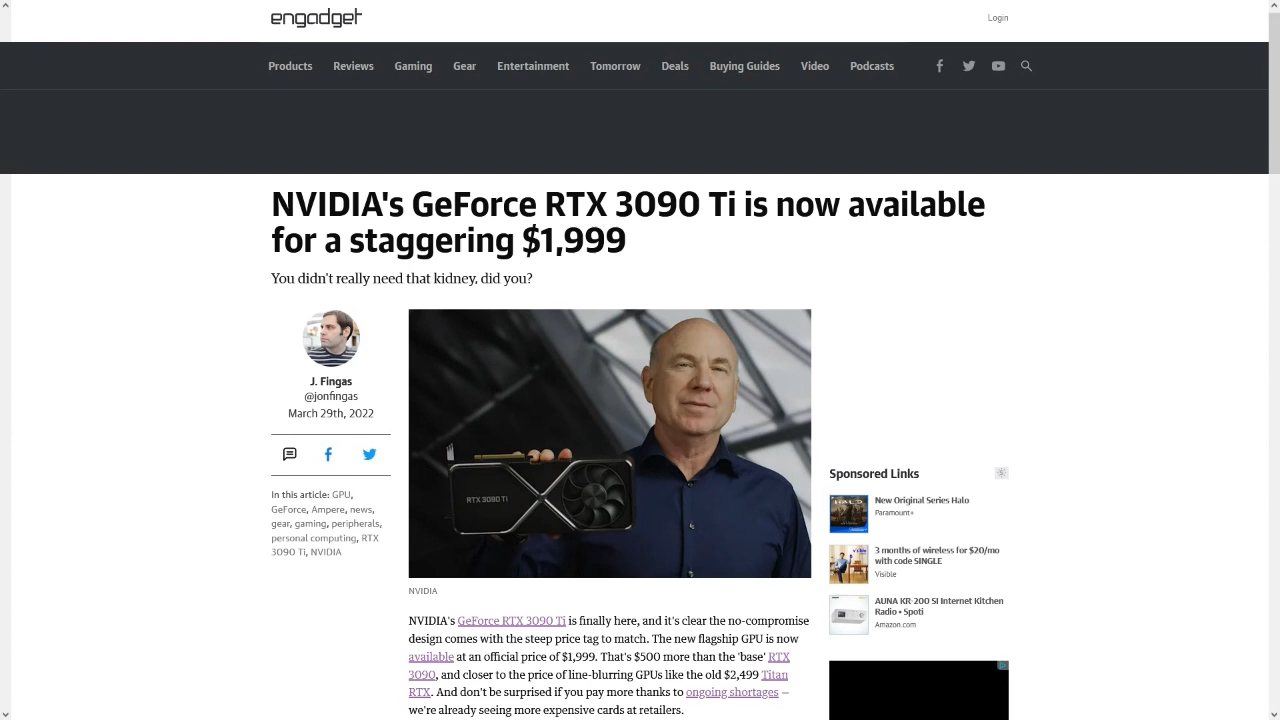 engadget
Login
Products Reviews Gaming Gear Entertainment Tomorrow Deals Buying Guides Video Podcasts
NVIDIA's GeForce RTX 3090 Ti is now available
for a staggering $1,999
You didn't really need that kidney, did you?
J. Fingas
@jonfingas
March 29th, 2022
In this article: GPU,
GeForce, Ampere, news,
gear, gaming, peripherals,
personal computing, RTX
3090 Ti, NVIDIA
RTX 3090 TI
NVIDIA
NVIDIA's GeForce RTX 3090 Ti is finally here, and it's clear the no-compromise
design comes with the steep price tag to match. The new flagship GPU is now
available at an official price of $1,999. That's $500 more than the 'base' RTX
3090, and closer to the price of line-blurring GPUs like the old $2,499 Titan
RTX. And don't be surprised if you pay more thanks to ongoing shortages —
we're already seeing more expensive cards at retailers.
Sponsored Links
HALO
New Original Series Halo
Paramount+
3 months of wireless for $20/mo
with code SINGLE
Visible
AUNA KR-200 SI Internet Kitchen
Radio • Spoti
Amazon.com